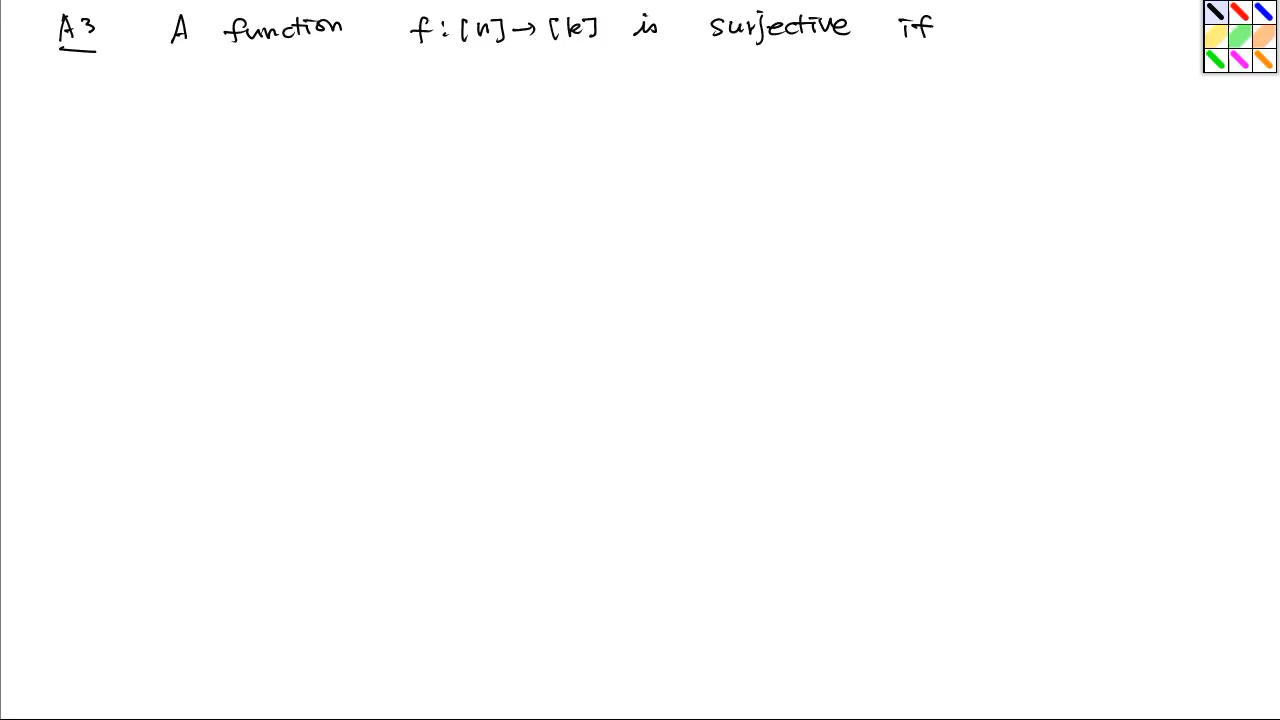 A3 A function f : [n] → [k] is surjective if